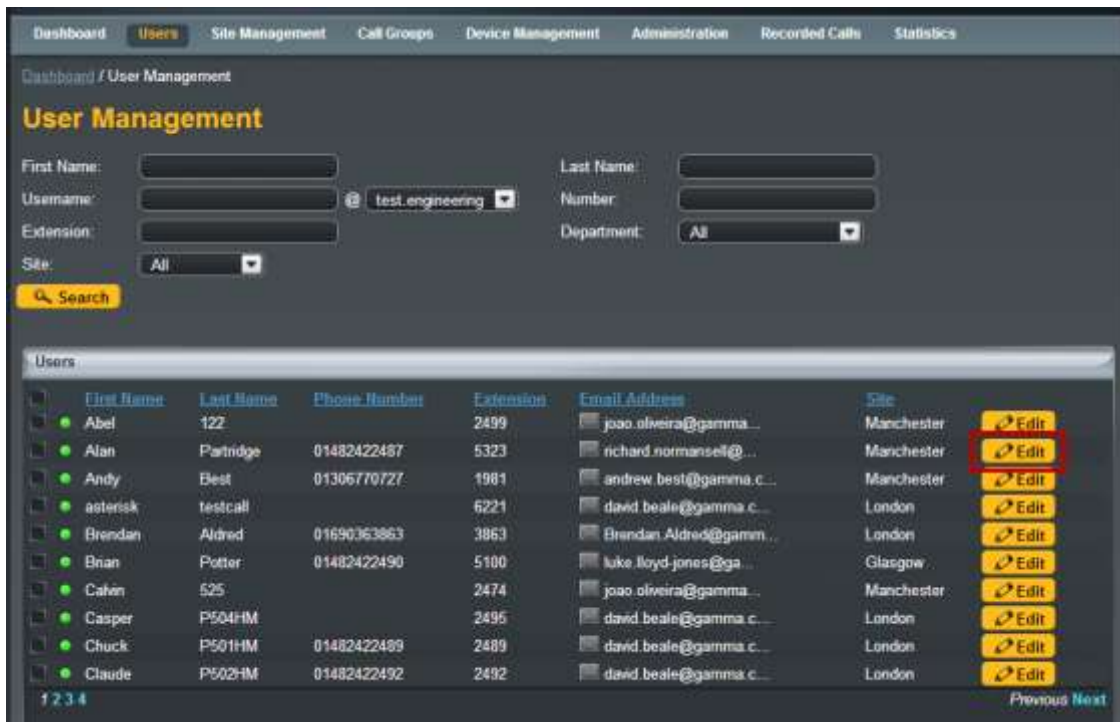 Dashboard Users Site Management Call Groups Device Management Administration Recorded Calls Statistics
Dashboard / User Management
User Management
First Name: Last Name:
Username: @ test.engineering Number:
Extension: Department: All
Site: All
Search
Users
First Name Last Name Phone Number Extension Email Address Site
Abel 122 2499 joao.oliveira@gamma... Manchester Edit
Alan Partridge 01482422487 5323 richard.normansell@... Manchester Edit
Andy Best 01306770727 1981 andrew.best@gamma.c... Manchester Edit
asterisk testcall 6221 david.beale@gamma.c... London Edit
Brendan Aldred 01690363863 3863 Brendan.Aldred@gamm... London Edit
Brian Potter 01482422490 5100 luke.lloyd-jones@ga... Glasgow Edit
Calvin 525 2474 joao.oliveira@gamma... Manchester Edit
Casper P504HM 2495 david.beale@gamma.c... London Edit
Chuck P501HM 01482422489 2489 david.beale@gamma.c... London Edit
Claude P502HM 01482422492 2492 david.beale@gamma.c... London Edit
1 2 3 4 Previous Next